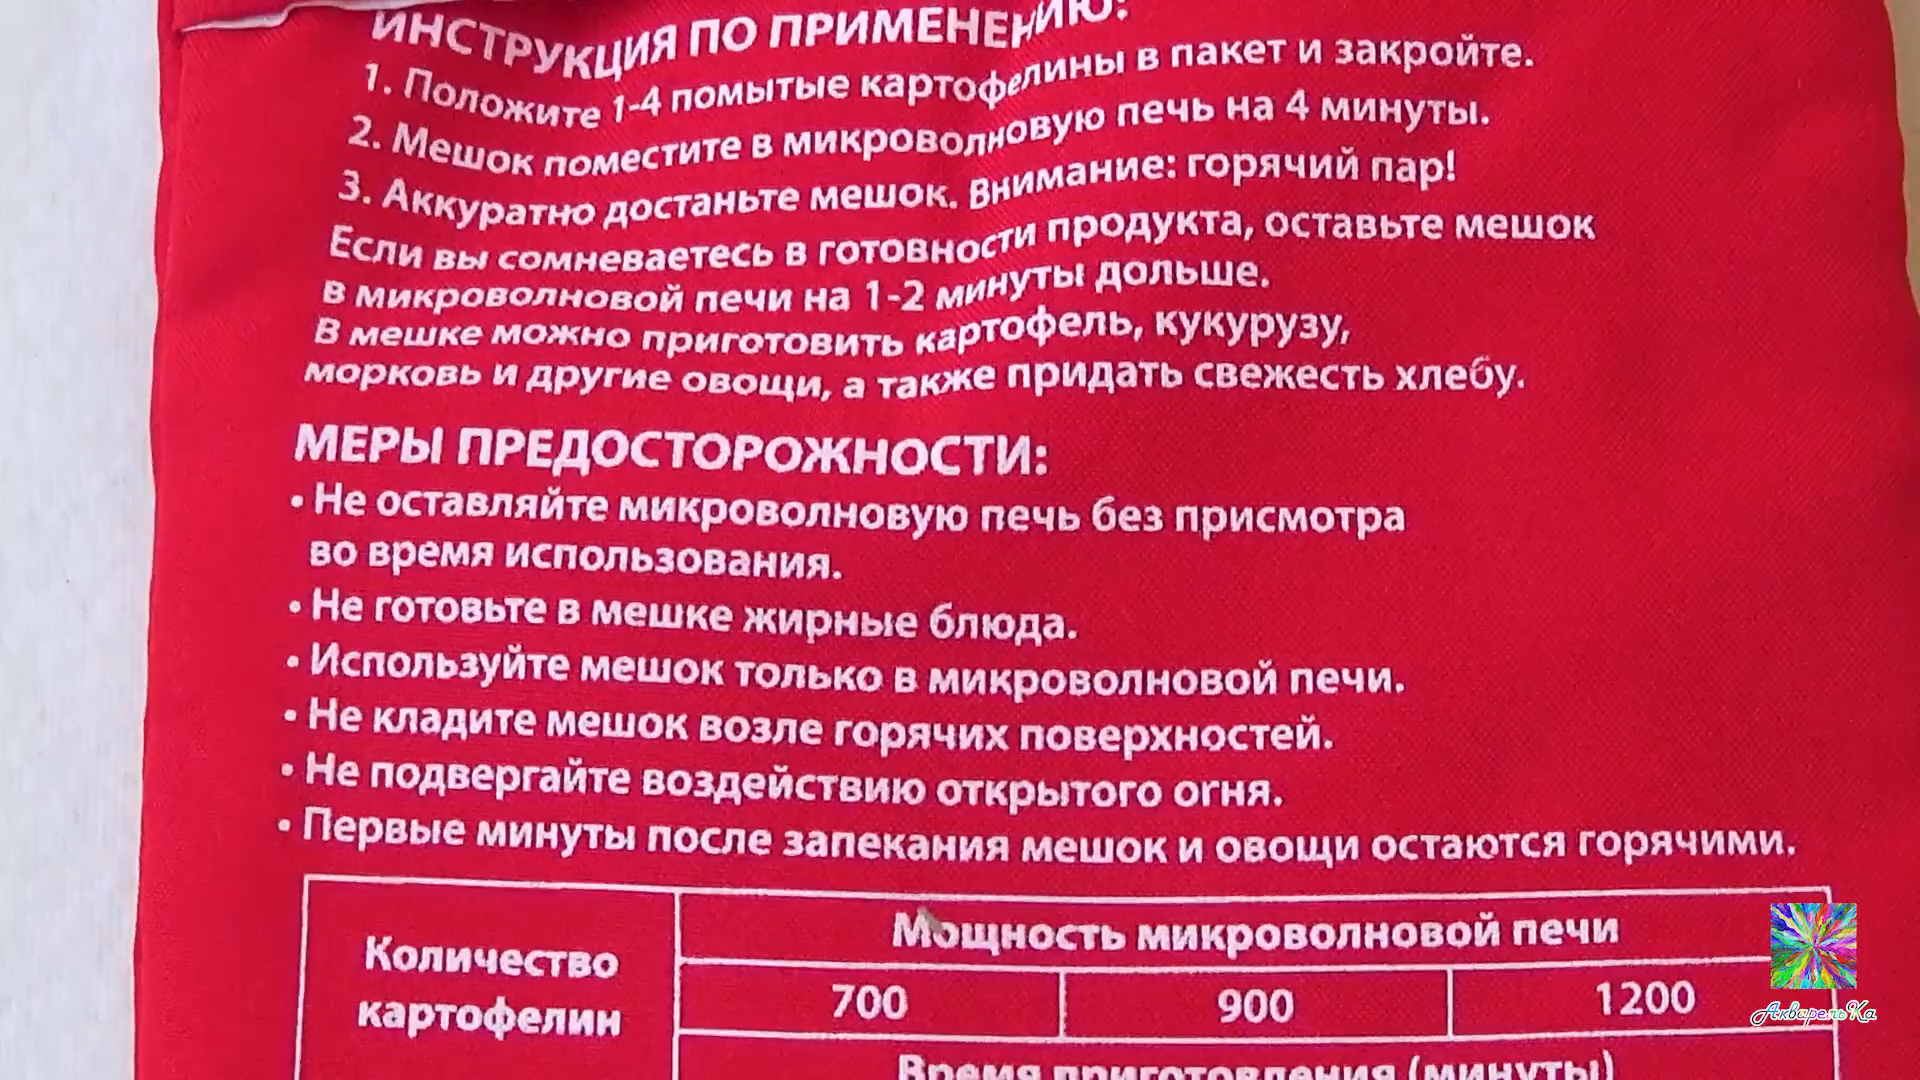 ИНСТРУКЦИЯ ПО ПРИМЕНЕНИЮ:
1. Положите 1-4 помытые картофелины в пакет и закройте.
2. Мешок поместите в микроволновую печь на 4 минуты.
3. Аккуратно достаньте мешок. Внимание: горячий пар!
Если вы сомневаетесь в готовности продукта, оставьте мешок
в микроволновой печи на 1-2 минуты дольше.
В мешке можно приготовить картофель, кукурузу,
морковь и другие овощи, а также придать свежесть хлебу.
МЕРЫ ПРЕДОСТОРОЖНОСТИ:
• Не оставляйте микроволновую печь без присмотра
во время использования.
• Не готовьте в мешке жирные блюда.
• Используйте мешок только в микроволновой печи.
• Не кладите мешок возле горячих поверхностей.
• Не подвергайте воздействию открытого огня.
• Первые минуты после запекания мешок и овощи остаются горячими.
Количество
картофелин
Мощность микроволновой печи
700 900 1200
Время приготовления (минуты)
АкварельКа